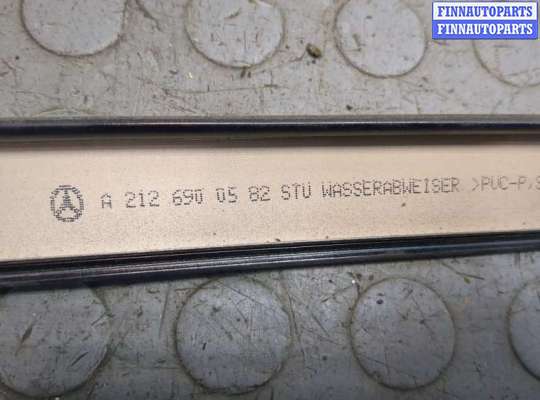 FINNAUTOPARTS
FINNAUTOPARTS
A 212 690 05 82 STU WASSERABWEISER >PVC-P/S